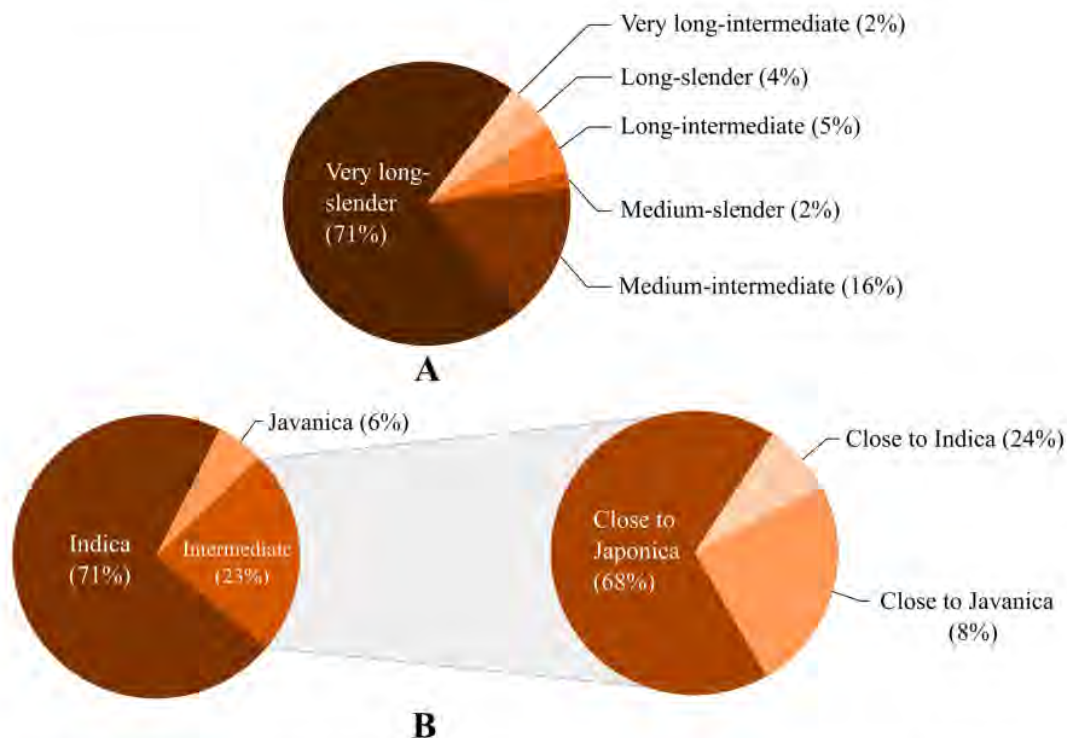 Very long-intermediate (2%)
Long-slender (4%)
Long-intermediate (5%)
Very long-
slender
(71%)
Medium-slender (2%)
Medium-intermediate (16%)
A
Javanica (6%)
Close to Indica (24%)
Indica
(71%)
Intermediate
(23%)
Close to
Japonica
(68%)
Close to Javanica
(8%)
B